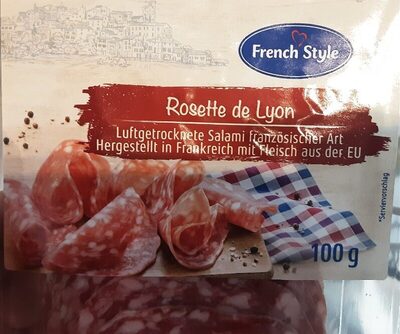 French Style
Rosette de Lyon
Luftgetrocknete Salami französischer Art
Hergestellt in Frankreich mit Fleisch aus der EU
*Serviervorschlag
100 g